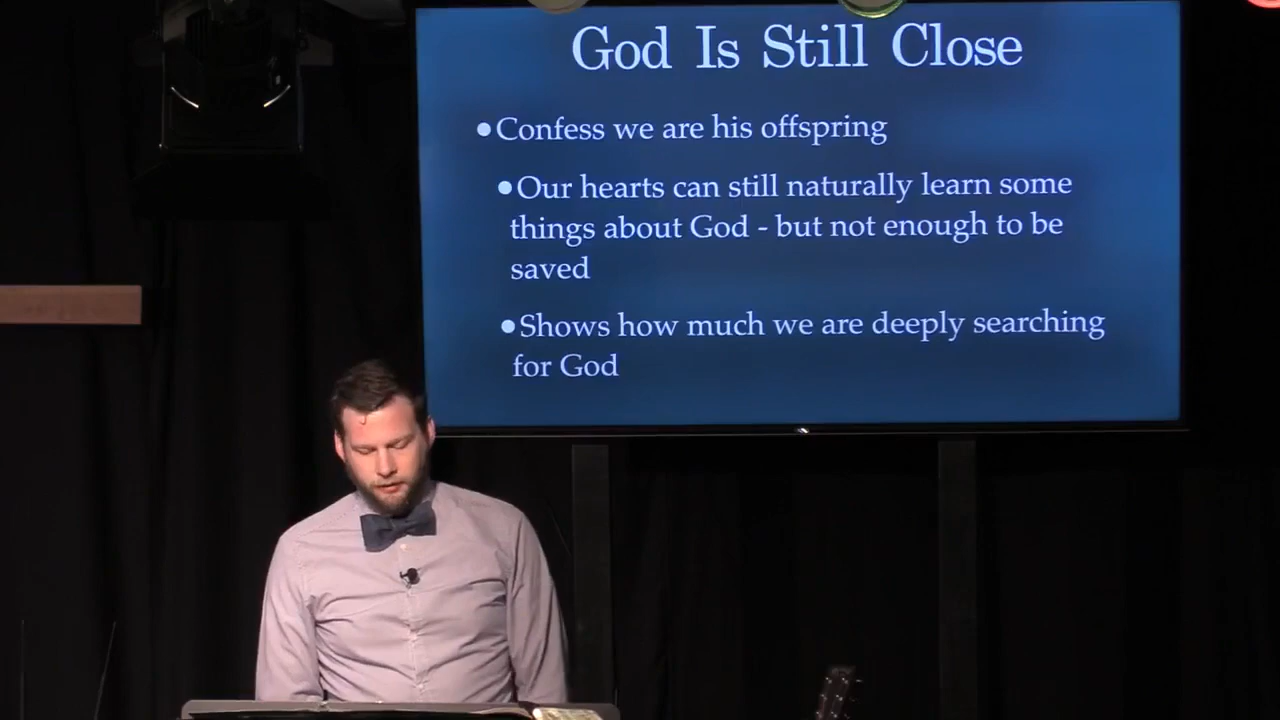 God Is Still Close
•Confess we are his offspring
•Our hearts can still naturally learn some
things about God - but not enough to be
saved
•Shows how much we are deeply searching
for God